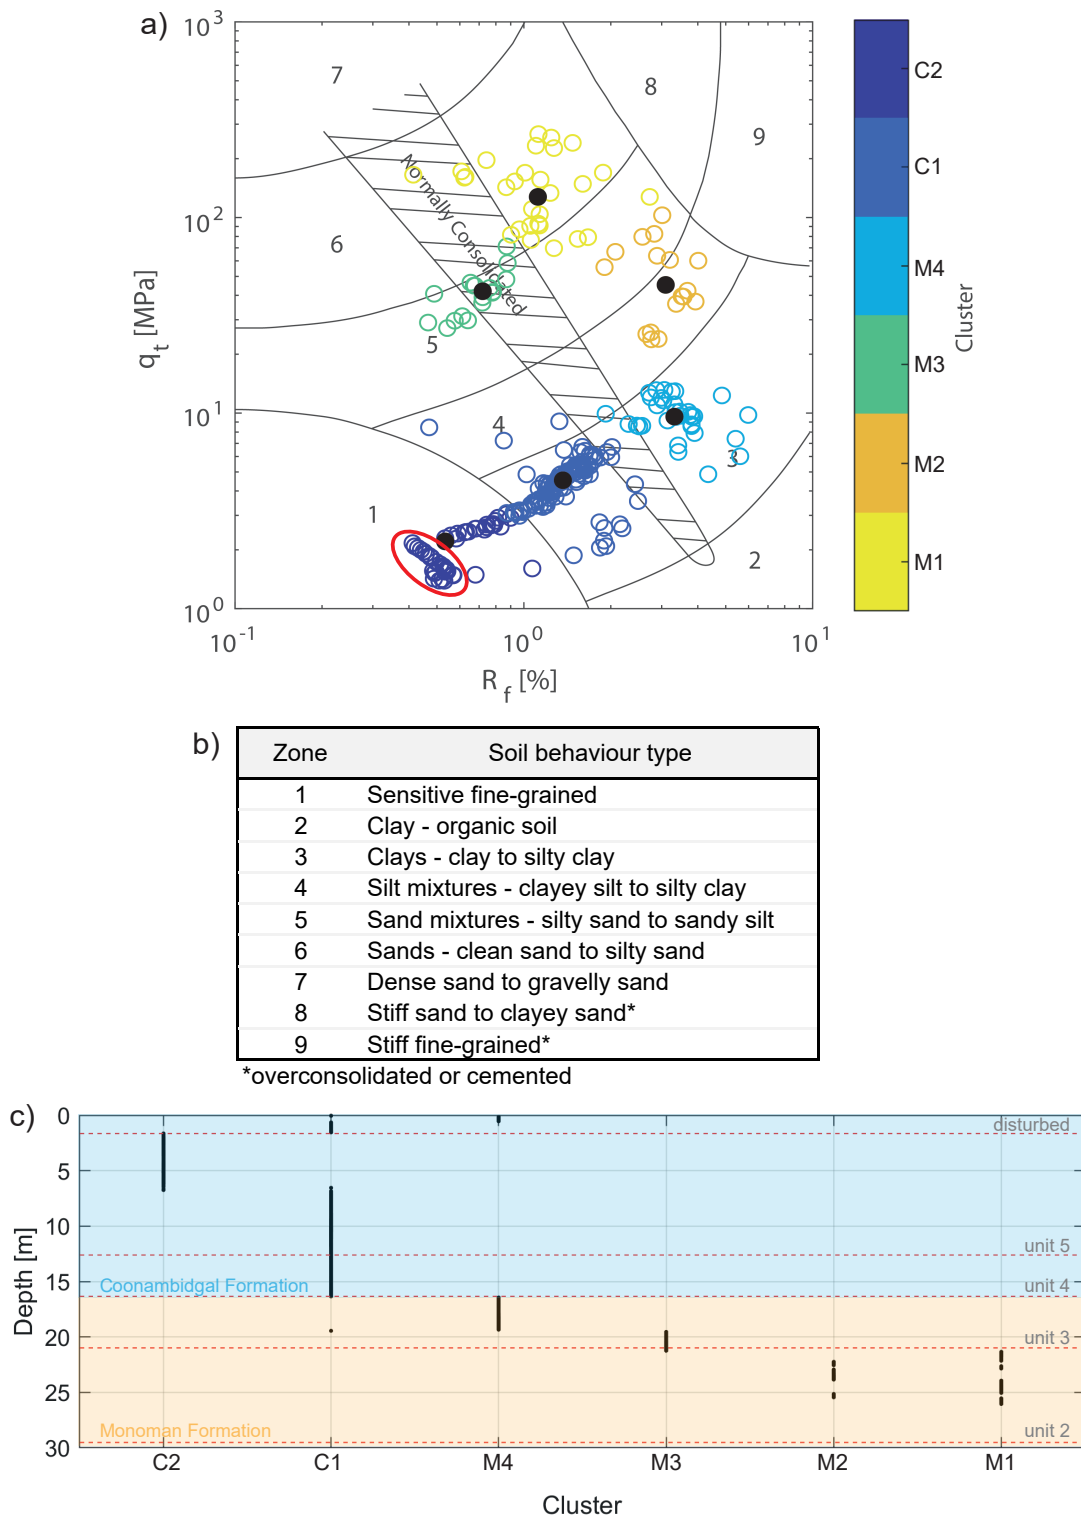 a)
10^3
10^2
10^1
10^0
q_t [MPa]
7
8
9
6
Normally Consolidated
5
4
3
1
2
10^-1
10^0
10^1
R_f [%]
C2
C1
M4
M3
M2
M1
Cluster
b)
Zone Soil behaviour type
1 Sensitive fine-grained
2 Clay - organic soil
3 Clays - clay to silty clay
4 Silt mixtures - clayey silt to silty clay
5 Sand mixtures - silty sand to sandy silt
6 Sands - clean sand to silty sand
7 Dense sand to gravelly sand
8 Stiff sand to clayey sand*
9 Stiff fine-grained*
*overconsolidated or cemented
c)
0
5
10
15
20
25
30
Depth [m]
disturbed
unit 5
Coonambidgal Formation
unit 4
unit 3
Monoman Formation
unit 2
C2 C1 M4 M3 M2 M1
Cluster